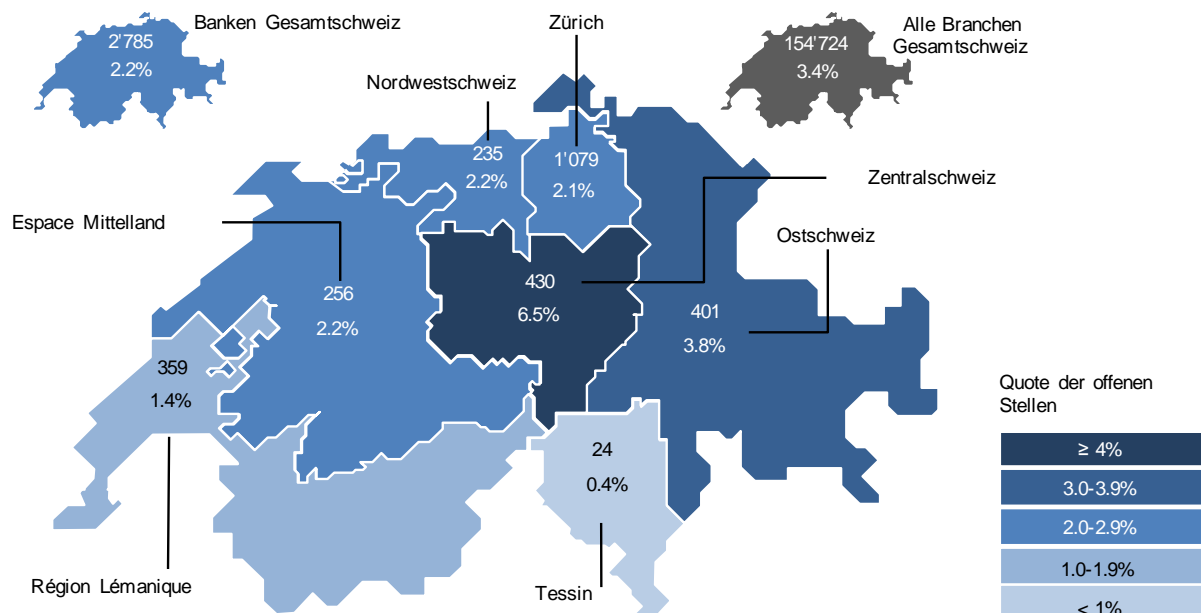 Banken Gesamtschweiz
2'785
2.2%
Zürich
Alle Branchen
Gesamtschweiz
154'724
3.4%
Nordwestschweiz
235
2.2%
1'079
2.1%
Zentralschweiz
Espace Mittelland
Ostschweiz
430
6.5%
256
2.2%
401
3.8%
359
1.4%
24
0.4%
Région Lémanique
Tessin
Quote der offenen
Stellen
≥ 4%
3.0-3.9%
2.0-2.9%
1.0-1.9%
< 1%